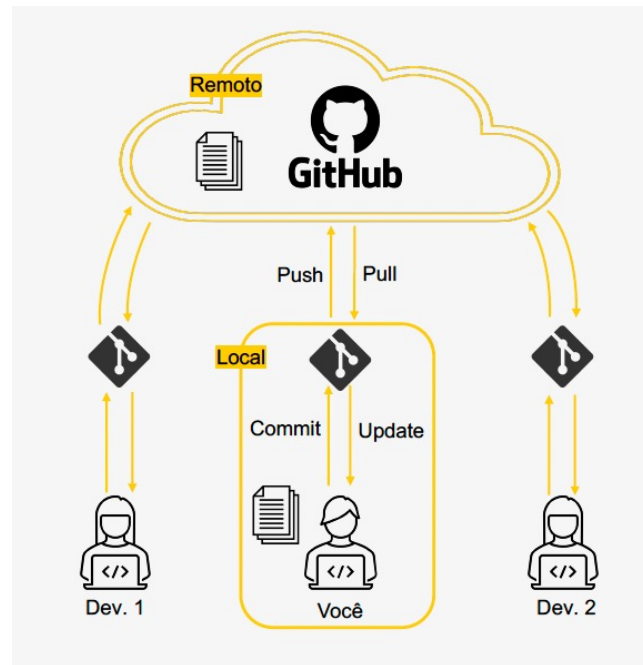 Remoto
GitHub
Push
Pull
Local
Commit
Update
</>
</>
</>
Dev. 1
Você
Dev. 2